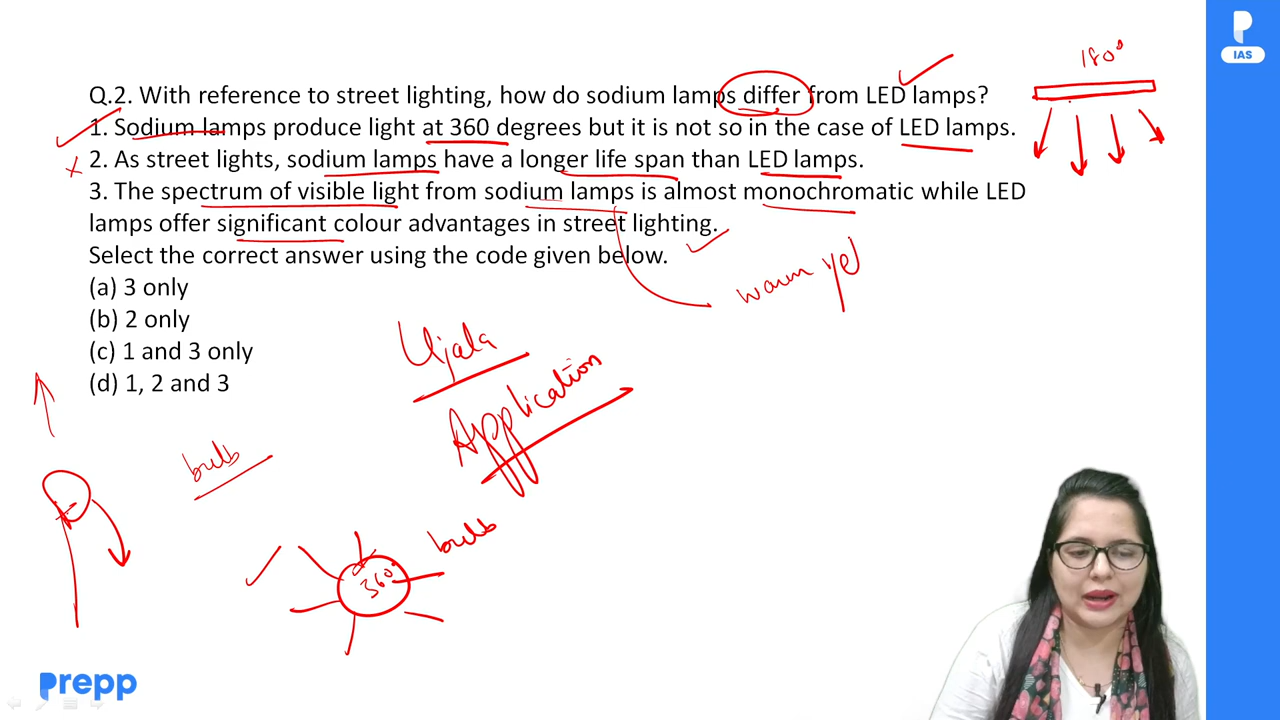 180°
P
IAS
Q.2. With reference to street lighting, how do sodium lamps differ from LED lamps?
1. Sodium lamps produce light at 360 degrees but it is not so in the case of LED lamps.
2. As street lights, sodium lamps have a longer life span than LED lamps.
3. The spectrum of visible light from sodium lamps is almost monochromatic while LED
lamps offer significant colour advantages in street lighting.
Select the correct answer using the code given below.
warm yel
(a) 3 only
(b) 2 only
(c) 1 and 3 only
(d) 1, 2 and 3
Ujala
Application
bulb
bulb
360°
prepp